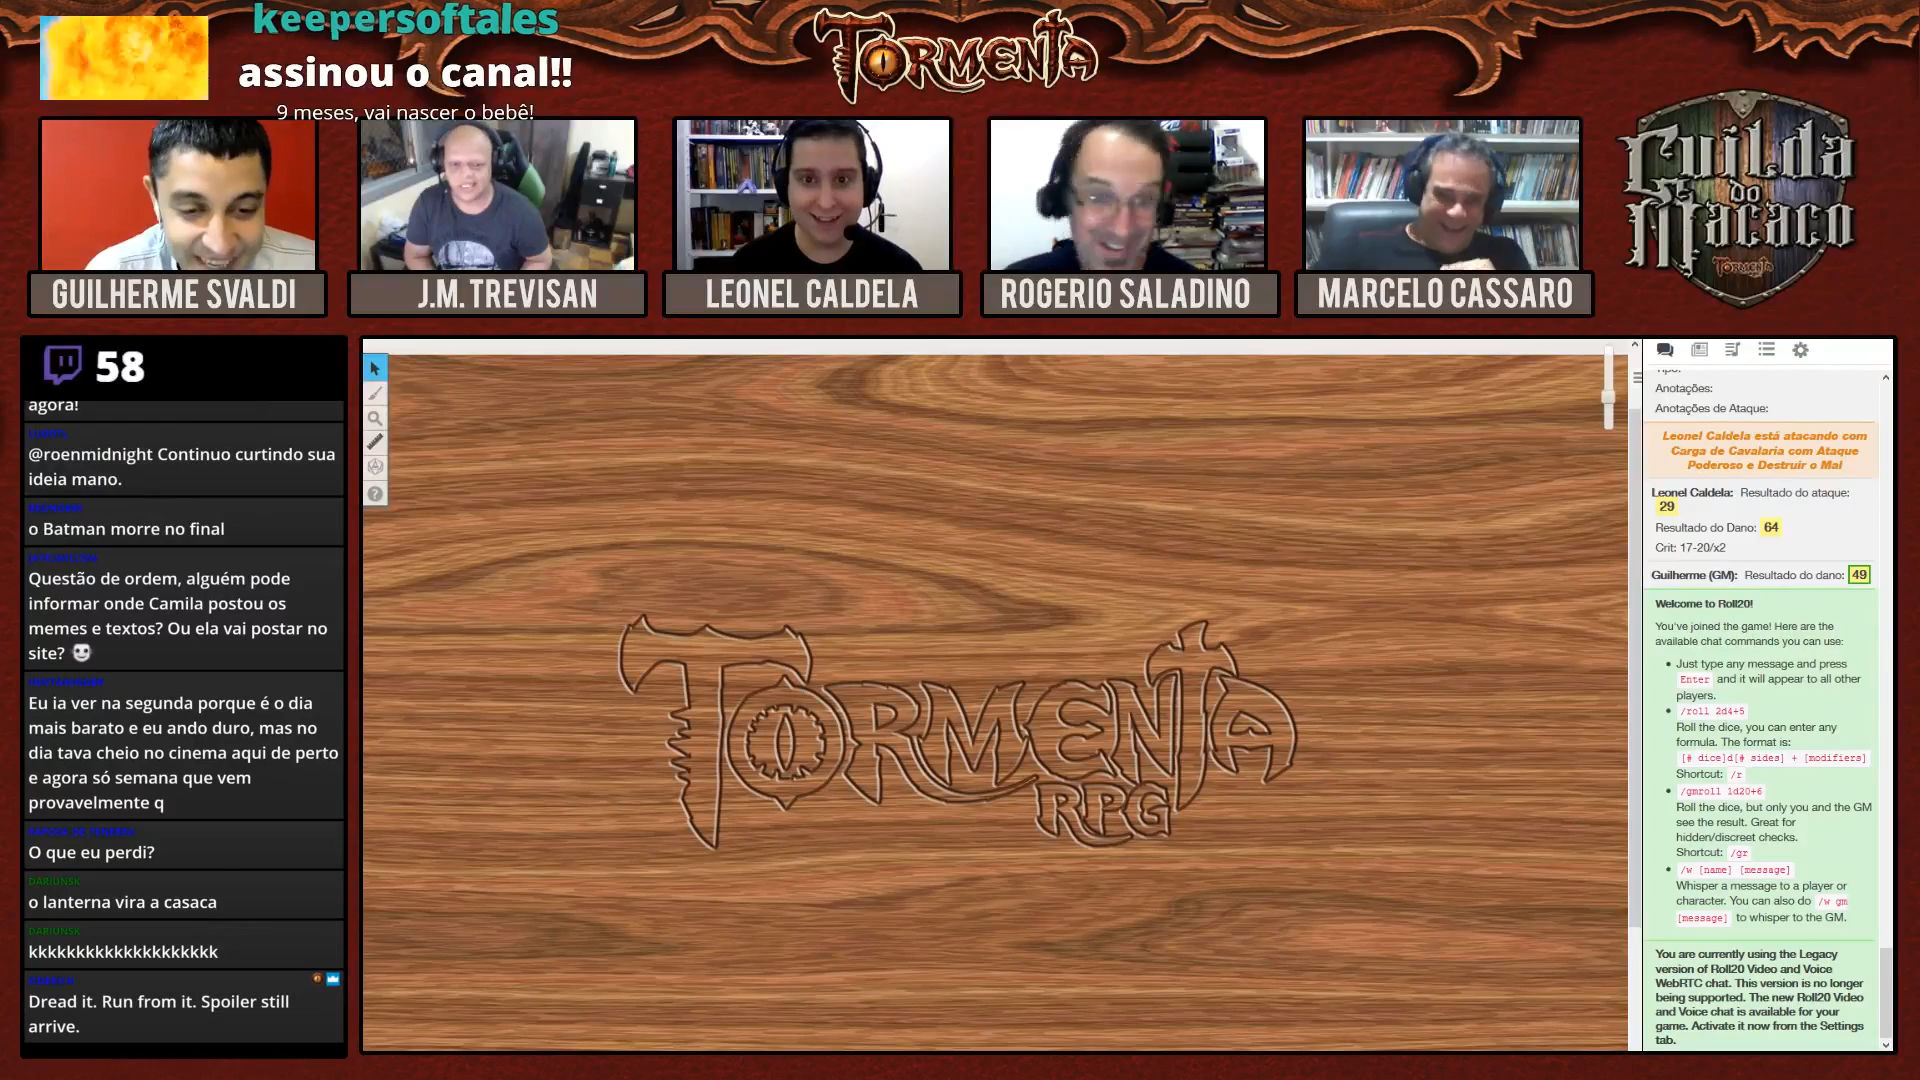 keepersoftales
assinou o canal!!
9 meses, vai nascer o bebê!
TORMENTA
Guilda
do
Macaco
TORMENTA
GUILHERME SVALDI
J.M.TREVISAN
LEONEL CALDELA
ROGERIO SALADINO
MARCELO CASSARO
58
agora!
@roenmidnight Continuo curtindo sua
ideia mano.
o Batman morre no final
Questão de ordem, alguém pode
informar onde Camila postou os
memes e textos? Ou ela vai postar no
site?
Eu ia ver na segunda porque é o dia
mais barato e eu ando duro, mas no
dia tava cheio no cinema aqui de perto
e agora só semana que vem
provavelmente q
O que eu perdi?
DARIUNSK
o lanterna vira a casaca
DARIUNSK
kkkkkkkkkkkkkkkkkkk
Dread it. Run from it. Spoiler still
arrive.
?
TORMENTA
RPG
Tipo:
Anotações:
Anotações de Ataque:
Leonel Caldela está atacando com
Carga de Cavalaria com Ataque
Poderoso e Destruir o Mal
Leonel Caldela: Resultado do ataque:
29
Resultado do Dano: 64
Crit: 17-20/x2
Guilherme (GM): Resultado do dano: 49
Welcome to Roll20!
You've joined the game! Here are the
available chat commands you can use:
• Just type any message and press
Enter and it will appear to all other
players.
• /roll 2d4+5
Roll the dice, you can enter any
formula. The format is:
[# dice]d[# sides] + [modifiers]
Shortcut: /r
• /gmroll 1d20+6
Roll the dice, but only you and the GM
see the result. Great for
hidden/discreet checks.
Shortcut: /gr
• /w [name] [message]
Whisper a message to a player or
character. You can also do /w gm
[message] to whisper to the GM.
You are currently using the Legacy
version of Roll20 Video and Voice
WebRTC chat. This version is no longer
being supported. The new Roll20 Video
and Voice chat is available for your
game. Activate it now from the Settings
tab.